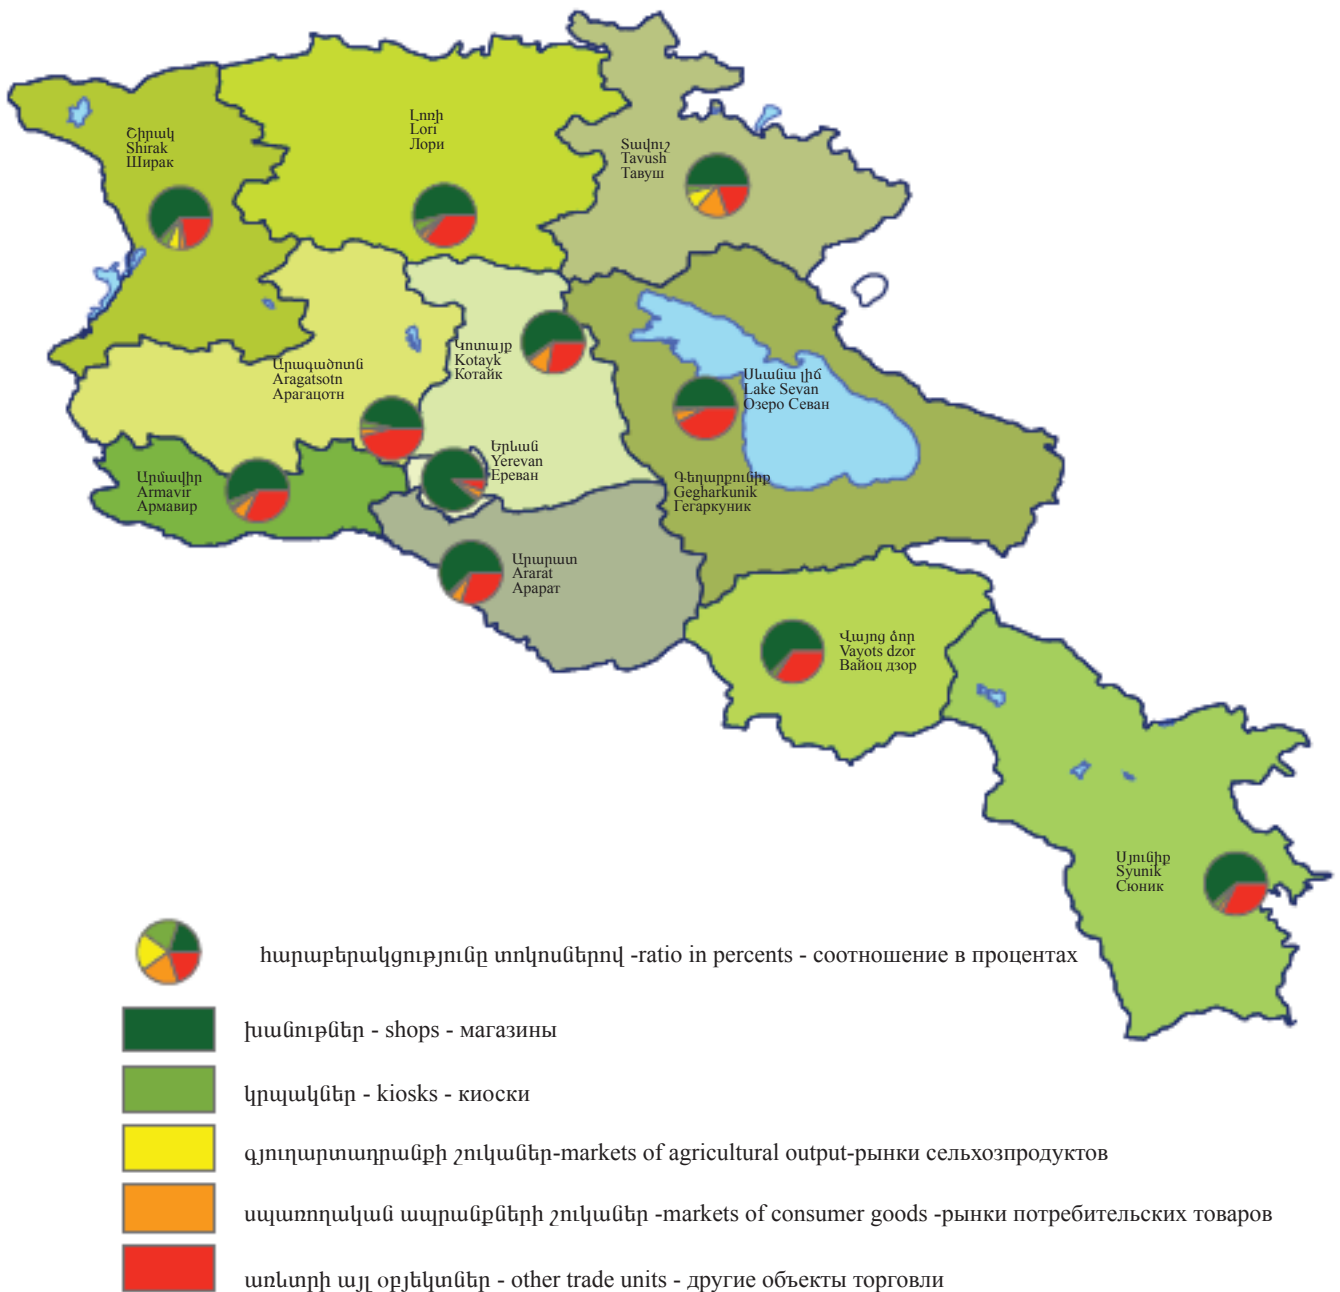 Շիրակ
Shirak
Ширак
Լոռի
Lori
Лори
Տավուշ
Tavush
Тавуш
Արագածոտն
Aragatsotn
Арагацотн
Կոտայք
Kotayk
Котайк
Սևանա լիճ
Lake Sevan
Озеро Севан
Արմավիր
Armavir
Армавир
Երևան
Yerevan
Ереван
Գեղարքունիք
Gegharkunik
Гегаркуник
Արարատ
Ararat
Арарат
Վայոց ձոր
Vayots dzor
Вайоц дзор
Սյունիք
Syunik
Сюник
հարաբերակցությունը տոկոսներով -ratio in percents - соотношение в процентах
խանութներ - shops - магазины
կրպակներ - kiosks - киоски
գյուղարտադրանքի շուկաներ-markets of agricultural output-рынки сельхозпродуктов
սպառողական ապրանքների շուկաներ -markets of consumer goods -рынки потребительских товаров
առևտրի այլ օբյեկտներ - other trade units - другие объекты торговли